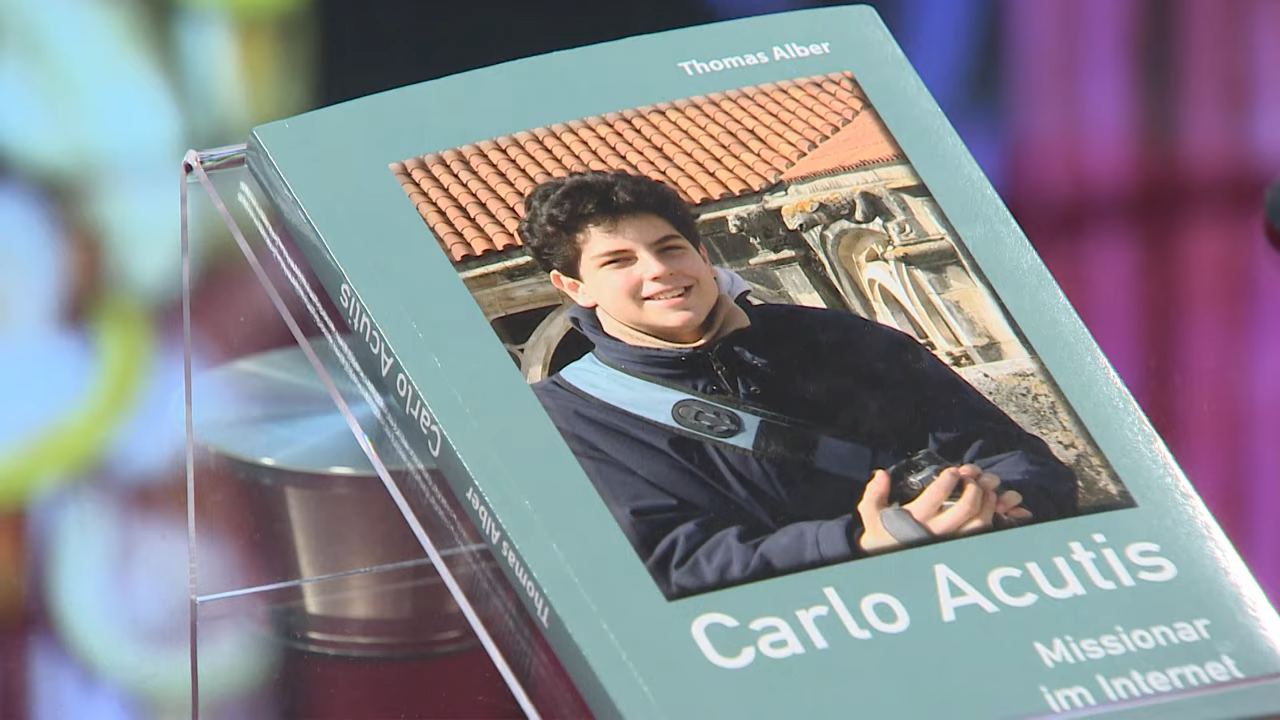 Thomas Alber
Carlo Acutis
Missionar
im Internet
Carlo Acutis
Thomas Alber